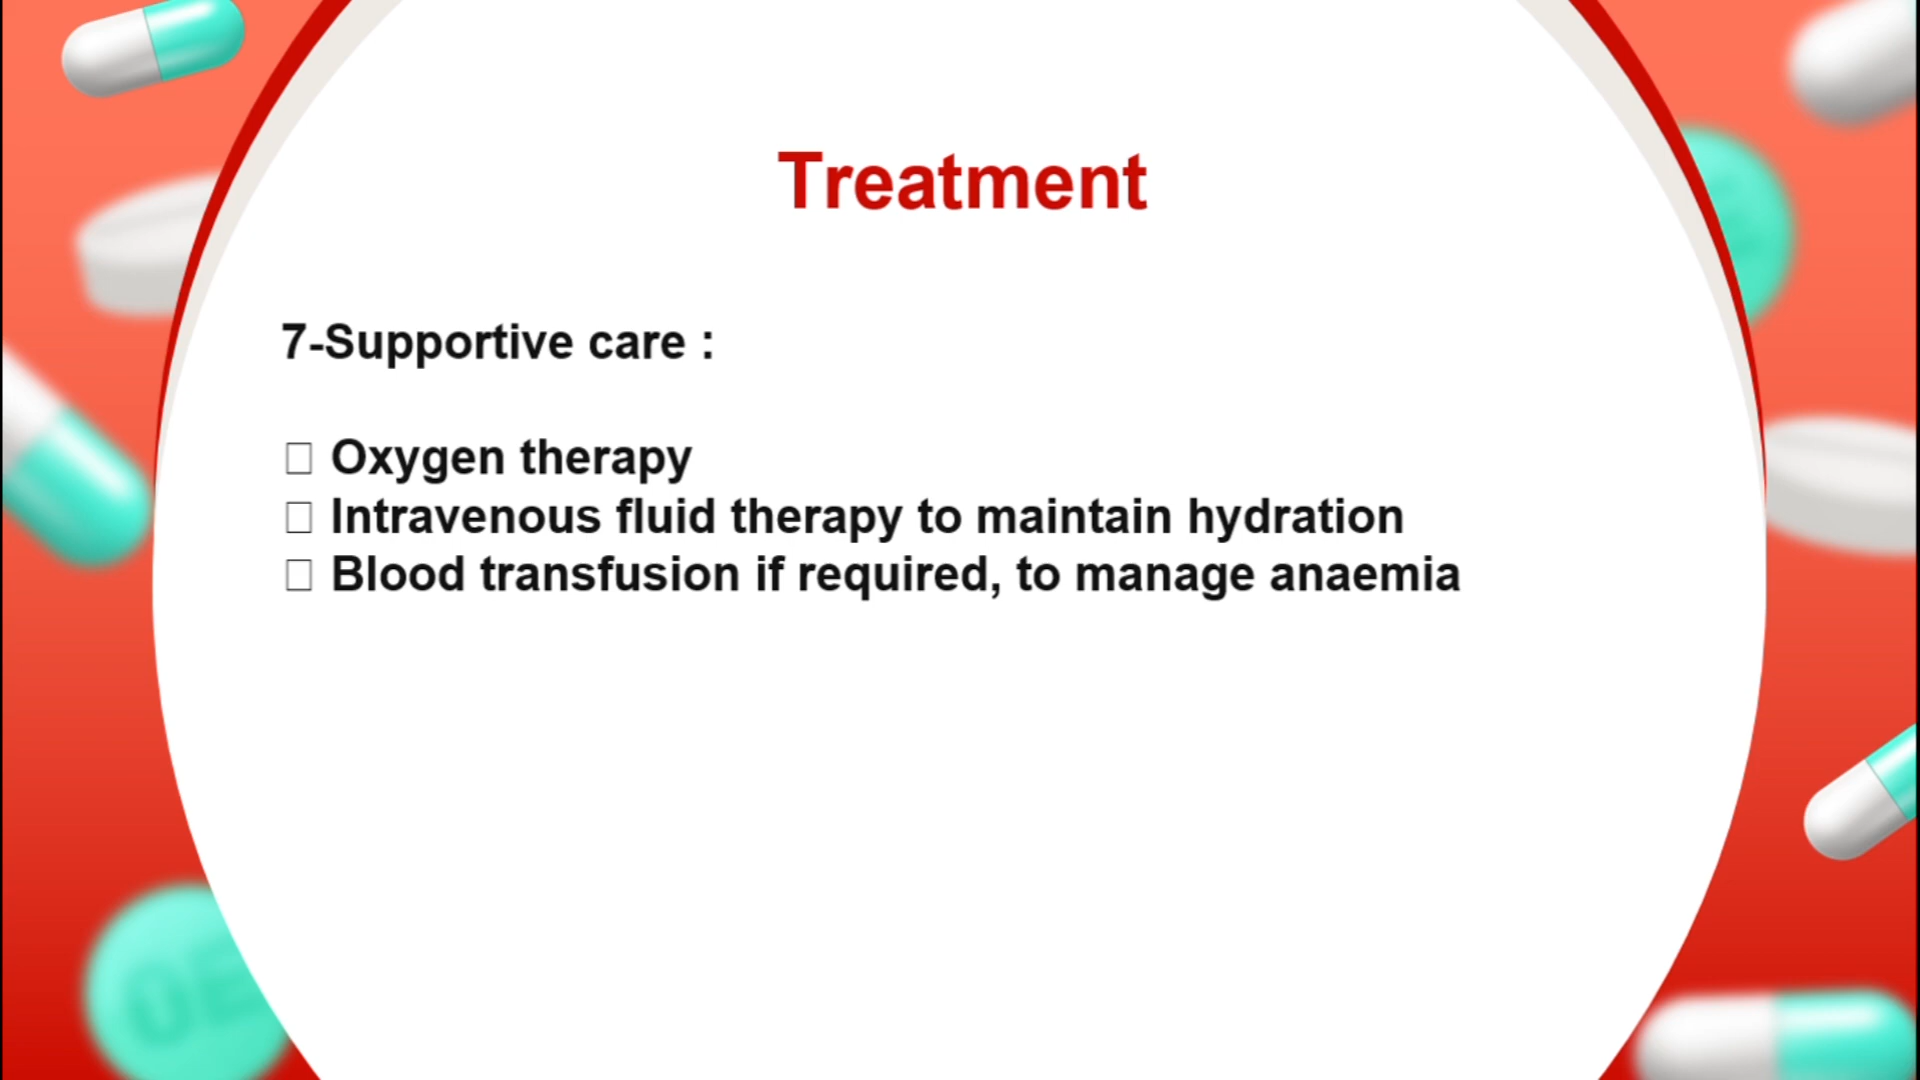 Treatment
7-Supportive care :
□ Oxygen therapy
□ Intravenous fluid therapy to maintain hydration
□ Blood transfusion if required, to manage anaemia